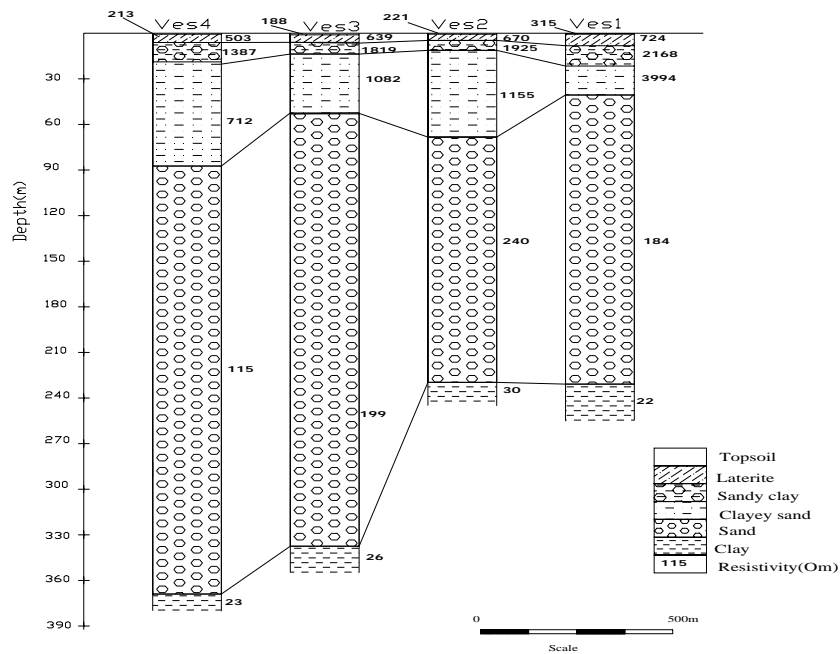 213
Ves4
188
Ves3
221
Ves2
315
Ves1
503
639
670
724
1387
1819
1925
2168
30
1082
3994
1155
712
60
90
120
Depth(m)
150
240
184
180
210
115
240
30
22
199
270
300
330
26
360
23
390
Topsoil
Laterite
Sandy clay
Clayey sand
Sand
Clay
115 Resistivity(Om)
0 500m
Scale